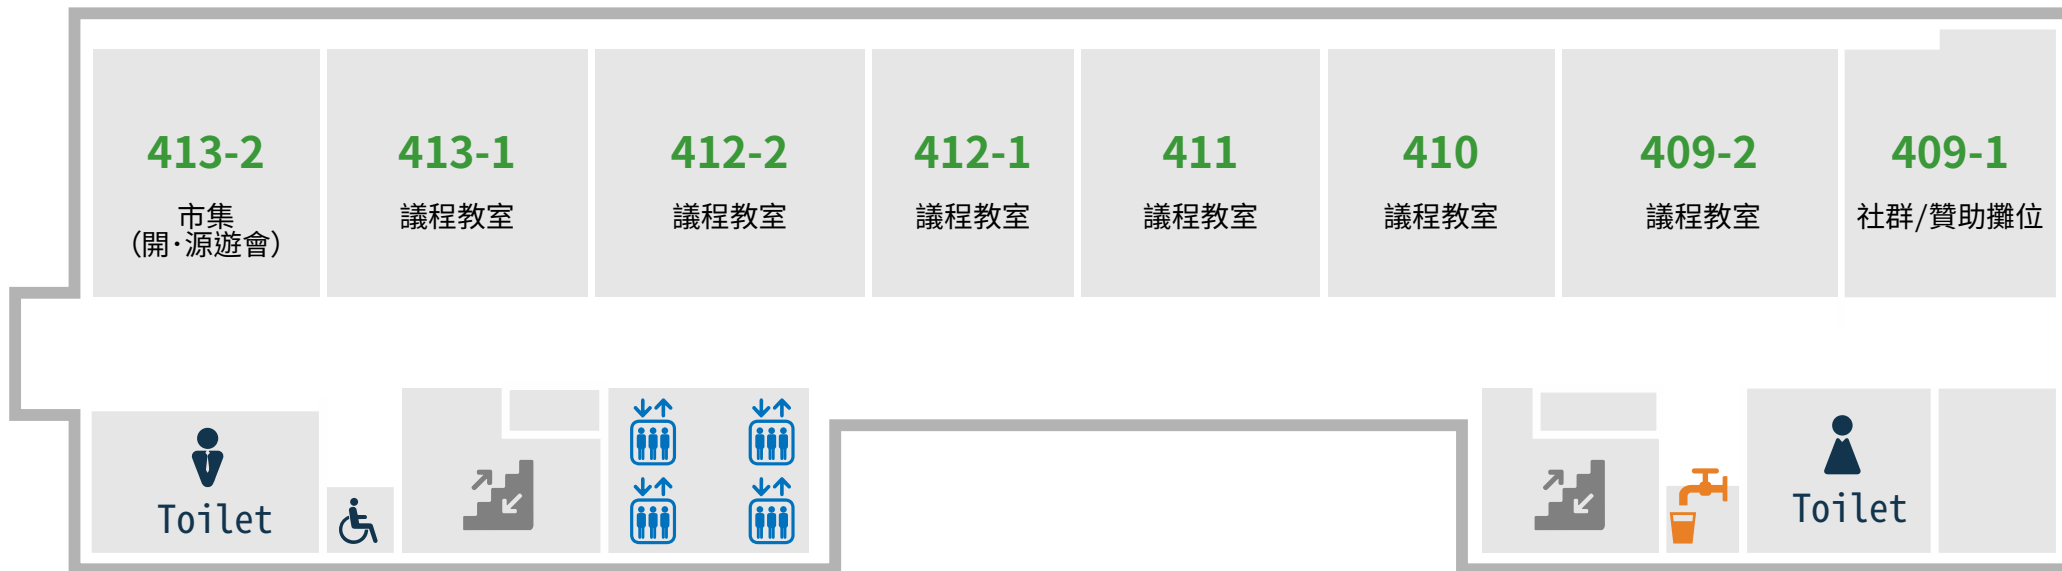 413-2
市集
（開·源遊會）
413-1
議程教室
412-2
議程教室
412-1
議程教室
411
議程教室
410
議程教室
409-2
議程教室
409-1
社群/贊助攤位
Toilet
Toilet